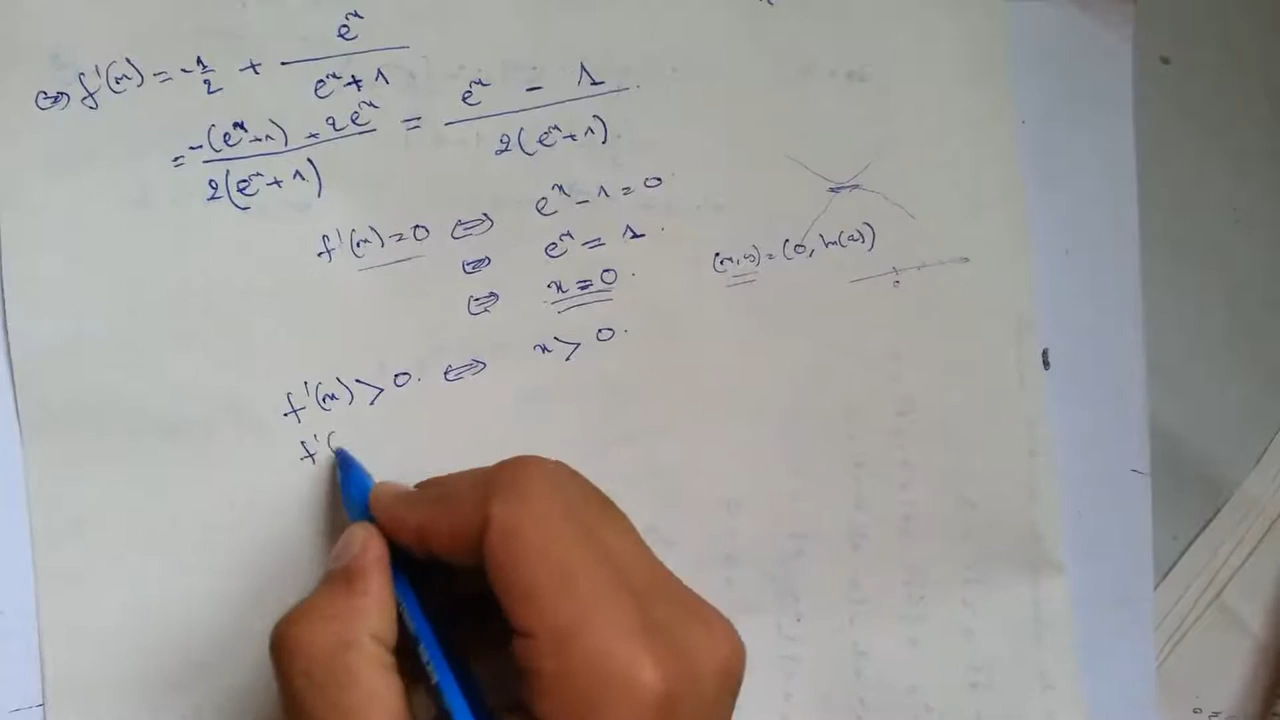 ⇔ f'(x) = -1/2 + e^x/(e^x + 1)
= (-(e^x + 1) + 2e^x)/(2(e^x + 1)) = (e^x - 1)/(2(e^x + 1)).
f'(x) = 0 ⇔ e^x - 1 = 0
⇔ e^x = 1.
⇔ x = 0.
f'(x) > 0. ⇔ x > 0.
f'(
(x,y) = (0, ln(2))
0